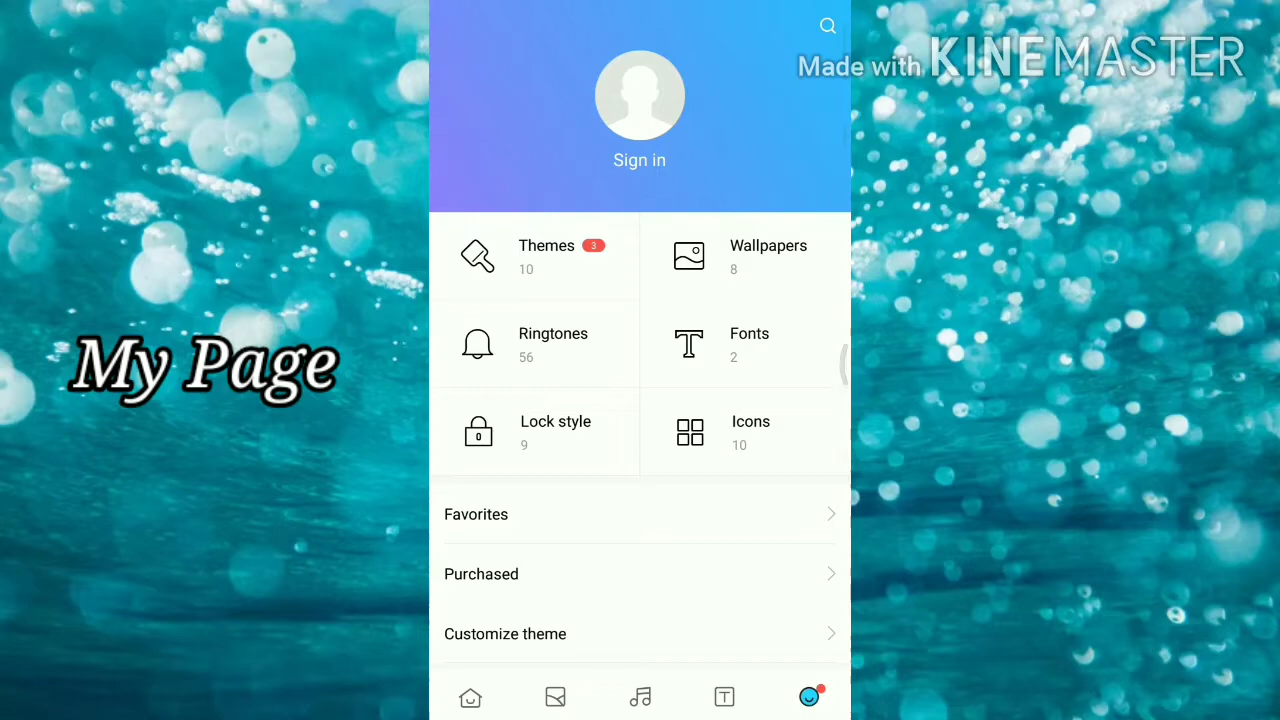 Made with KINEMASTER
Sign in
Themes 3
10
Wallpapers
8
Ringtones
56
Fonts
2
Lock style
9
0
Icons
10
My Page
Favorites
Purchased
Customize theme
T